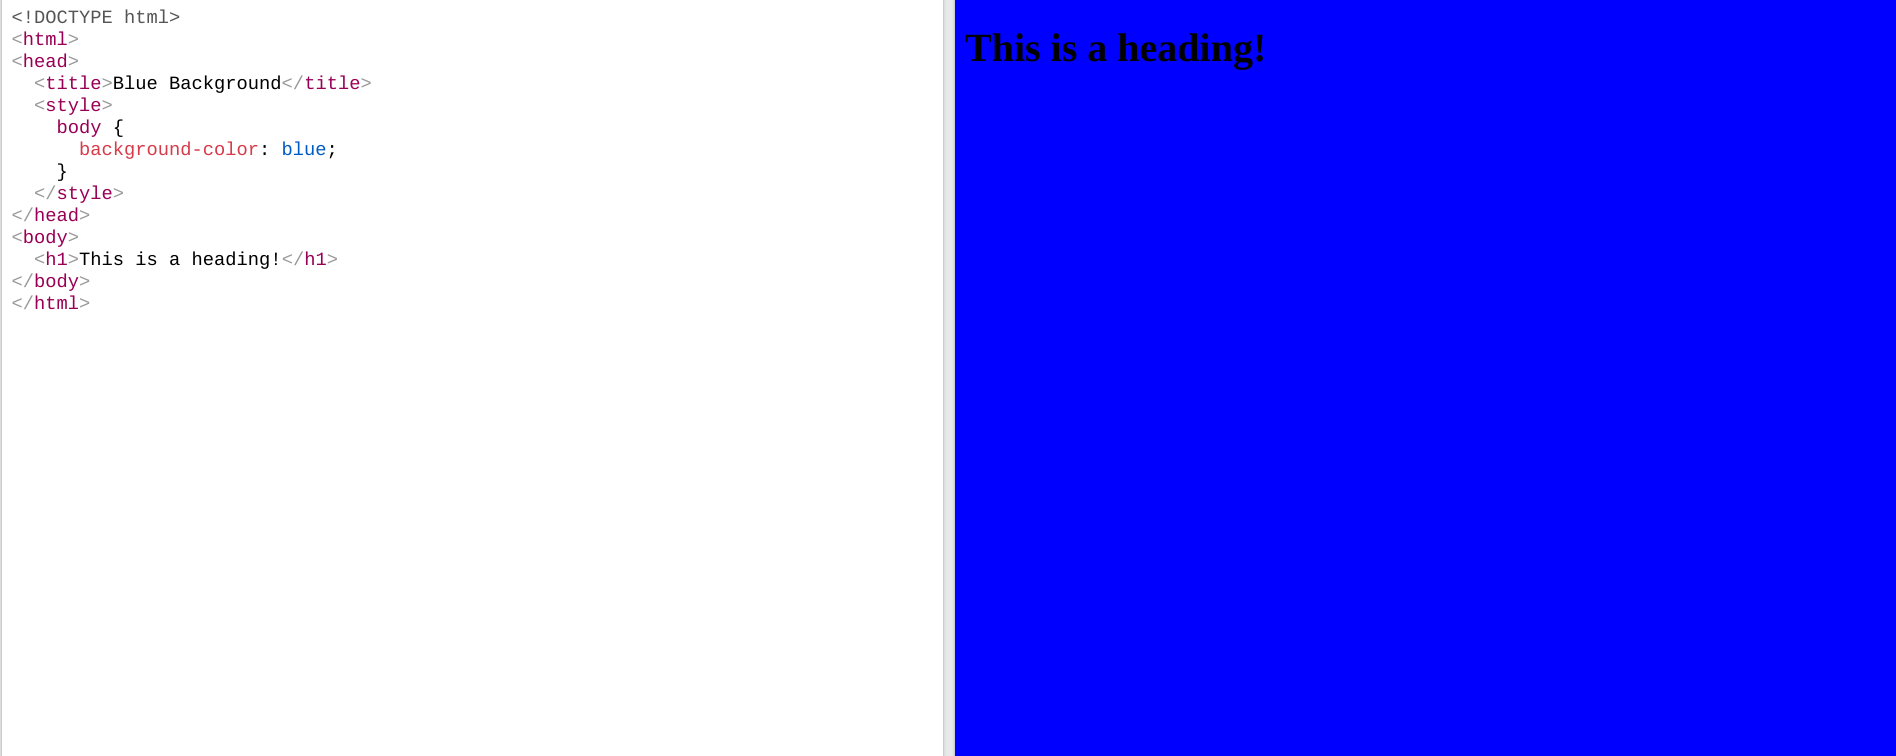 <!DOCTYPE html>
<html>
<head>
  <title>Blue Background</title>
  <style>
    body {
      background-color: blue;
    }
  </style>
</head>
<body>
  <h1>This is a heading!</h1>
</body>
</html>
This is a heading!